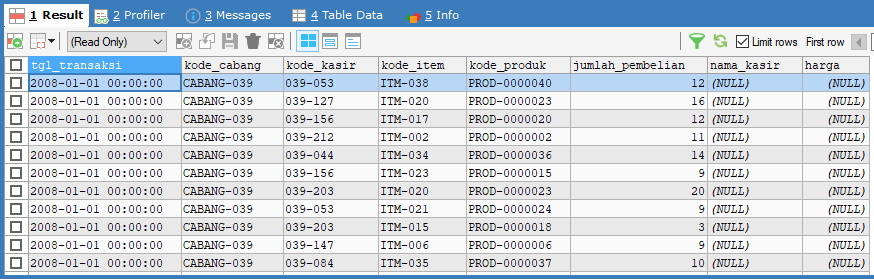 1 Result 2 Profiler 3 Messages 4 Table Data 5 Info
(Read Only) Limit rows First row
tgl_transaksi kode_cabang kode_kasir kode_item kode_produk jumlah_pembelian nama_kasir harga
2008-01-01 00:00:00 CABANG-039 039-053 ITM-038 PROD-0000040 12 (NULL) (NULL)
2008-01-01 00:00:00 CABANG-039 039-127 ITM-020 PROD-0000023 16 (NULL) (NULL)
2008-01-01 00:00:00 CABANG-039 039-156 ITM-017 PROD-0000020 12 (NULL) (NULL)
2008-01-01 00:00:00 CABANG-039 039-212 ITM-002 PROD-0000002 11 (NULL) (NULL)
2008-01-01 00:00:00 CABANG-039 039-044 ITM-034 PROD-0000036 14 (NULL) (NULL)
2008-01-01 00:00:00 CABANG-039 039-156 ITM-023 PROD-0000015 9 (NULL) (NULL)
2008-01-01 00:00:00 CABANG-039 039-203 ITM-020 PROD-0000023 20 (NULL) (NULL)
2008-01-01 00:00:00 CABANG-039 039-053 ITM-021 PROD-0000024 9 (NULL) (NULL)
2008-01-01 00:00:00 CABANG-039 039-203 ITM-015 PROD-0000018 3 (NULL) (NULL)
2008-01-01 00:00:00 CABANG-039 039-147 ITM-006 PROD-0000006 9 (NULL) (NULL)
2008-01-01 00:00:00 CABANG-039 039-084 ITM-035 PROD-0000037 10 (NULL) (NULL)